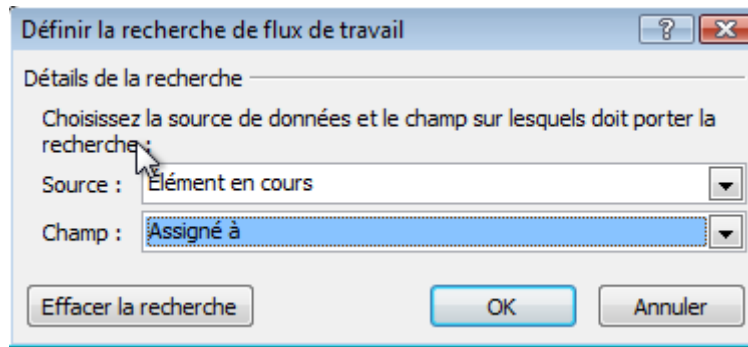 Définir la recherche de flux de travail
Détails de la recherche
Choisissez la source de données et le champ sur lesquels doit porter la
recherche :
Source : Élément en cours
Champ : Assigné à
Effacer la recherche OK Annuler